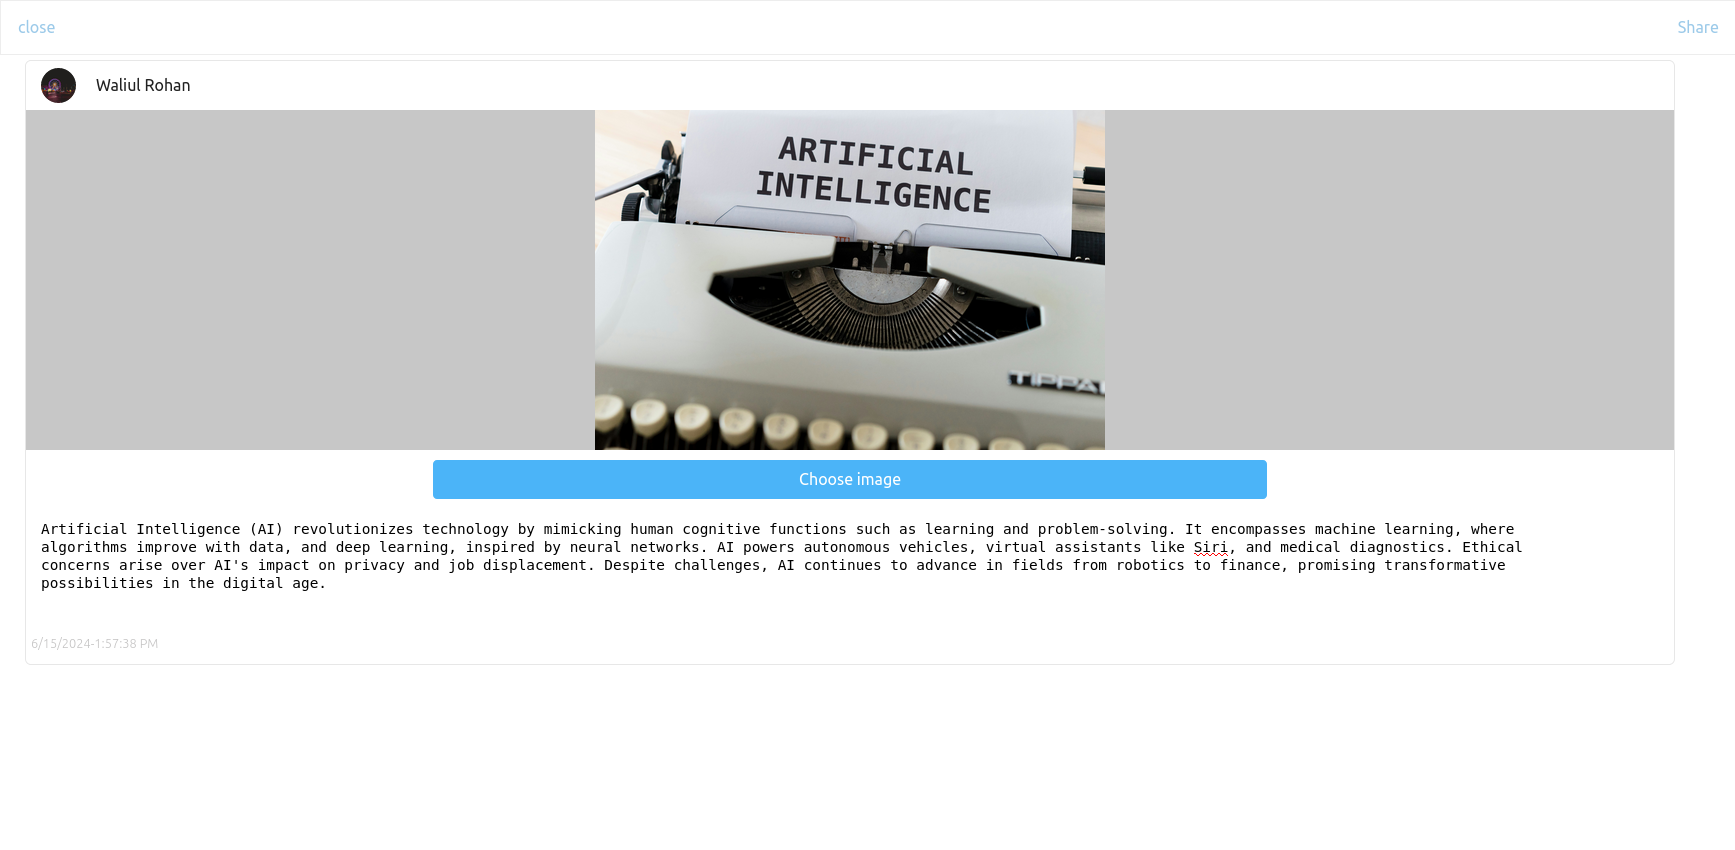 close
Share
Waliul Rohan
ARTIFICIAL
INTELLIGENCE
TIPPA
Choose image
Artificial Intelligence (AI) revolutionizes technology by mimicking human cognitive functions such as learning and problem-solving. It encompasses machine learning, where
algorithms improve with data, and deep learning, inspired by neural networks. AI powers autonomous vehicles, virtual assistants like Siri, and medical diagnostics. Ethical
concerns arise over AI's impact on privacy and job displacement. Despite challenges, AI continues to advance in fields from robotics to finance, promising transformative
possibilities in the digital age.
6/15/2024-1:57:38 PM